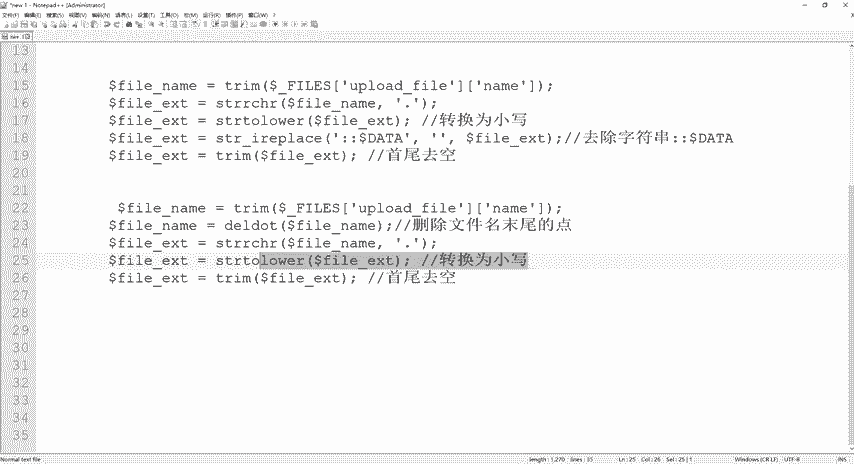 *new 1 - Notepad++ [Administrator]
文件(F) 编辑(E) 搜索(S) 视图(V) 编码(N) 语言(L) 设置(T) 工具(O) 宏(M) 运行(R) 插件(P) 窗口(W) ?
13
14
15 $file_name = trim($_FILES['upload_file']['name']);
16 $file_ext = strrchr($file_name, '.');
17 $file_ext = strtolower($file_ext); //转换为小写
18 $file_ext = str_ireplace('::$DATA', '', $file_ext);//去除字符串::$DATA
19 $file_ext = trim($file_ext); //首尾去空
20
21
22 $file_name = trim($_FILES['upload_file']['name']);
23 $file_name = deldot($file_name);//删除文件名末尾的点
24 $file_ext = strrchr($file_name, '.');
25 $file_ext = strtolower($file_ext); //转换为小写
26 $file_ext = trim($file_ext); //首尾去空
27
28
29
30
31
32
33
34
35
Normal text file length : 1,270 lines : 35 Ln : 25 Col : 26 Sel : 25 | 1 Windows (CR LF) UTF-8 INS